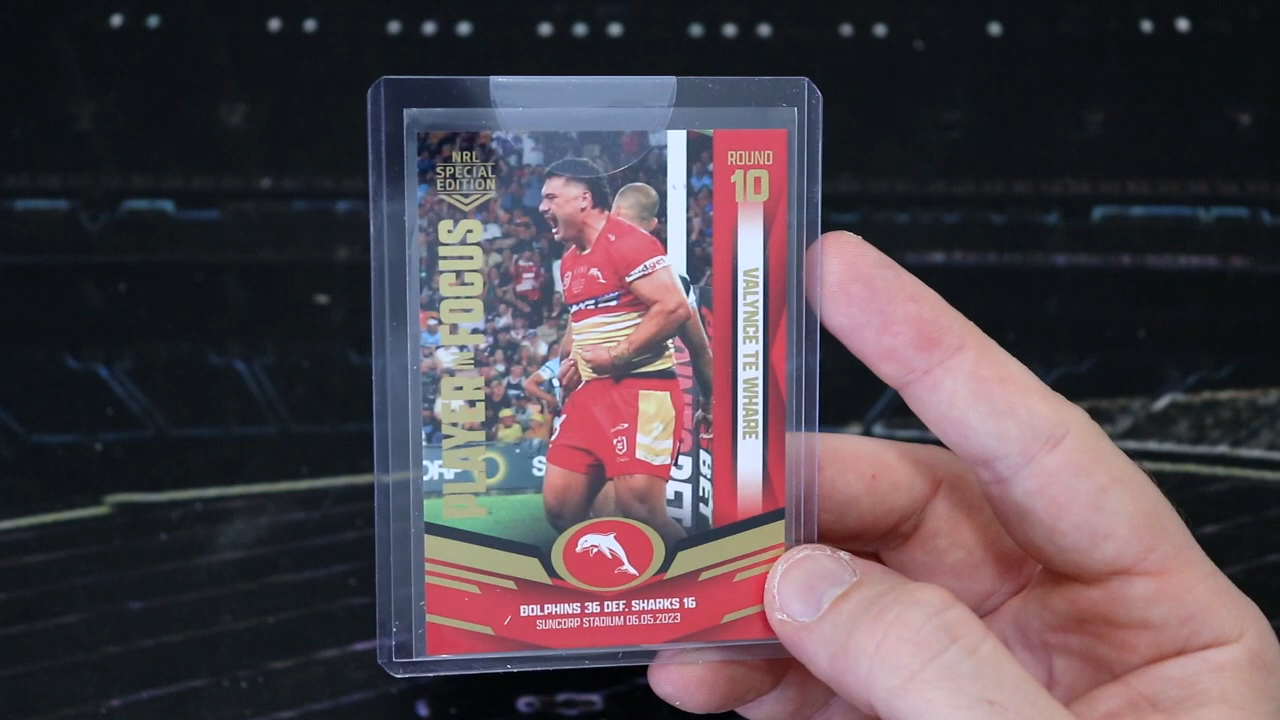 NRL
SPECIAL
EDITION
PLAYER IN FOCUS
ROUND
10
VALYNCE TE WHARE
DOLPHINS 36 DEF. SHARKS 16
SUNCORP STADIUM 06.05.2023
BET